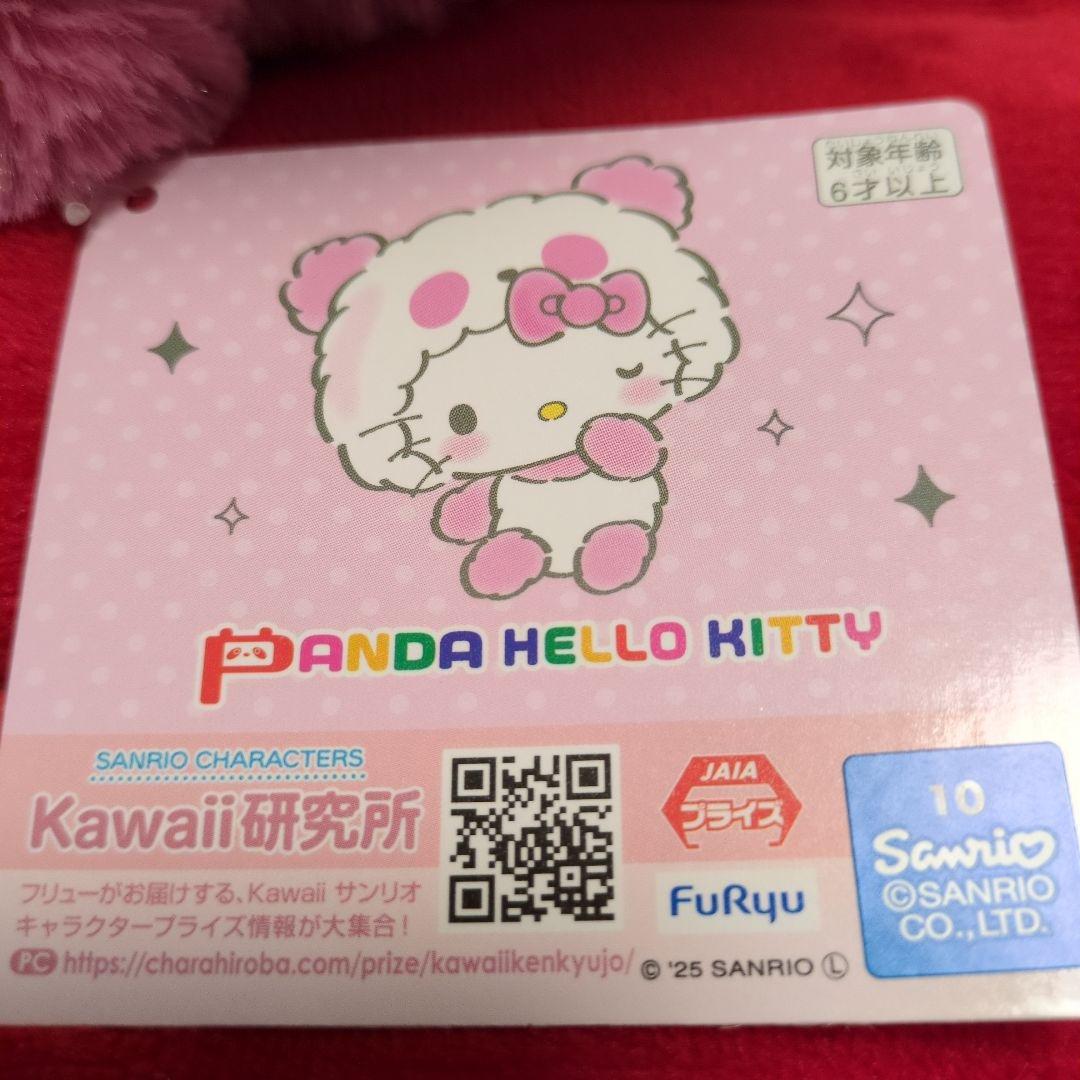 対象年齢
6才以上
PANDA HELLO KITTY
SANRIO CHARACTERS
Kawaii研究所
フリューがお届けする、Kawaii サンリオ
キャラクタープライズ情報が大集合!
PC https://charahiroba.com/prize/kawaiikenkyujo/
JAIA
プライズ
FuRyu
© '25 SANRIO Ⓛ
10
Sanrio
©SANRIO
CO.,LTD.